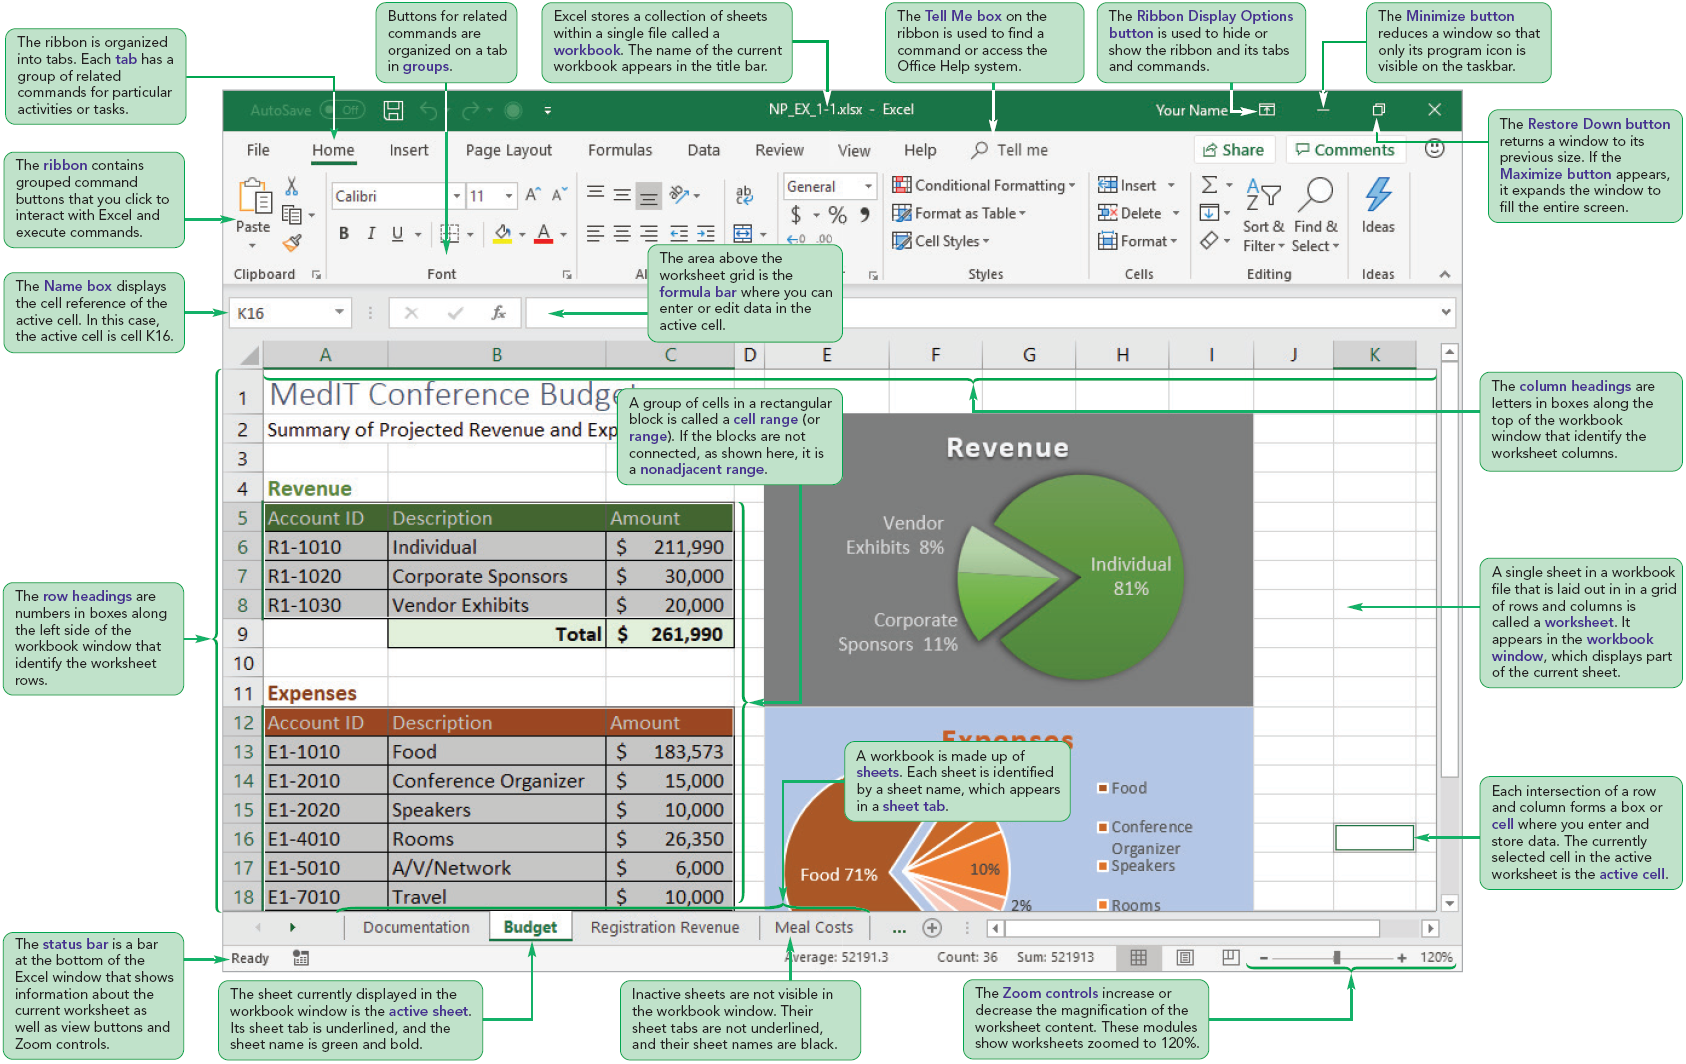 The ribbon is organized
into tabs. Each tab has a
group of related
commands for particular
activities or tasks.
Buttons for related
commands are
organized on a tab
in groups.
Excel stores a collection of sheets
within a single file called a
workbook. The name of the current
workbook appears in the title bar.
The Tell Me box on the
ribbon is used to find a
command or access the
Office Help system.
The Ribbon Display Options
button is used to hide or
show the ribbon and its tabs
and commands.
The Minimize button
reduces a window so that
only its program icon is
visible on the taskbar.
The Restore Down button
returns a window to its
previous size. If the
Maximize button appears,
it expands the window to
fill the entire screen.
AutoSave Off
NP_EX_1-1.xlsx - Excel
Your Name
File Home Insert Page Layout Formulas Data Review View Help Tell me Share Comments
The ribbon contains
grouped command
buttons that you click to
interact with Excel and
execute commands.
Paste
Calibri 11
B I U A
ab
General
$ % 9
Conditional Formatting
Format as Table
Cell Styles
Insert
Delete
Format
Sort &
Filter
Find &
Select
Ideas
Clipboard Font Al Styles Cells Editing Ideas
The Name box displays
the cell reference of the
active cell. In this case,
the active cell is cell K16.
The area above the
worksheet grid is the
formula bar where you can
enter or edit data in the
active cell.
K16 fx
A B C D E F G H I J K
1 MedIT Conference Budge
2 Summary of Projected Revenue and Exp
3
4 Revenue
5 Account ID Description Amount
6 R1-1010 Individual $ 211,990
7 R1-1020 Corporate Sponsors $ 30,000
8 R1-1030 Vendor Exhibits $ 20,000
9 Total $ 261,990
10
11 Expenses
12 Account ID Description Amount
13 E1-1010 Food $ 183,573
14 E1-2010 Conference Organizer $ 15,000
15 E1-2020 Speakers $ 10,000
16 E1-4010 Rooms $ 26,350
17 E1-5010 A/V/Network $ 6,000
18 E1-7010 Travel $ 10,000
A group of cells in a rectangular
block is called a cell range (or
range). If the blocks are not
connected, as shown here, it is
a nonadjacent range.
Revenue
Vendor
Exhibits 8%
Individual
81%
Corporate
Sponsors 11%
Expenses
Food 71%
10%
2%
Food
Conference
Organizer
Speakers
Rooms
A workbook is made up of
sheets. Each sheet is identified
by a sheet name, which appears
in a sheet tab.
The column headings are
letters in boxes along the
top of the workbook
window that identify the
worksheet columns.
A single sheet in a workbook
file that is laid out in in a grid
of rows and columns is
called a worksheet. It
appears in the workbook
window, which displays part
of the current sheet.
Each intersection of a row
and column forms a box or
cell where you enter and
store data. The currently
selected cell in the active
worksheet is the active cell.
The row headings are
numbers in boxes along
the left side of the
workbook window that
identify the worksheet
rows.
Documentation Budget Registration Revenue Meal Costs ...
Ready Average: 52191.3 Count: 36 Sum: 521913 - + 120%
The status bar is a bar
at the bottom of the
Excel window that shows
information about the
current worksheet as
well as view buttons and
Zoom controls.
The sheet currently displayed in the
workbook window is the active sheet.
Its sheet tab is underlined, and the
sheet name is green and bold.
Inactive sheets are not visible in
the workbook window. Their
sheet tabs are not underlined,
and their sheet names are black.
The Zoom controls increase or
decrease the magnification of the
worksheet content. These modules
show worksheets zoomed to 120%.